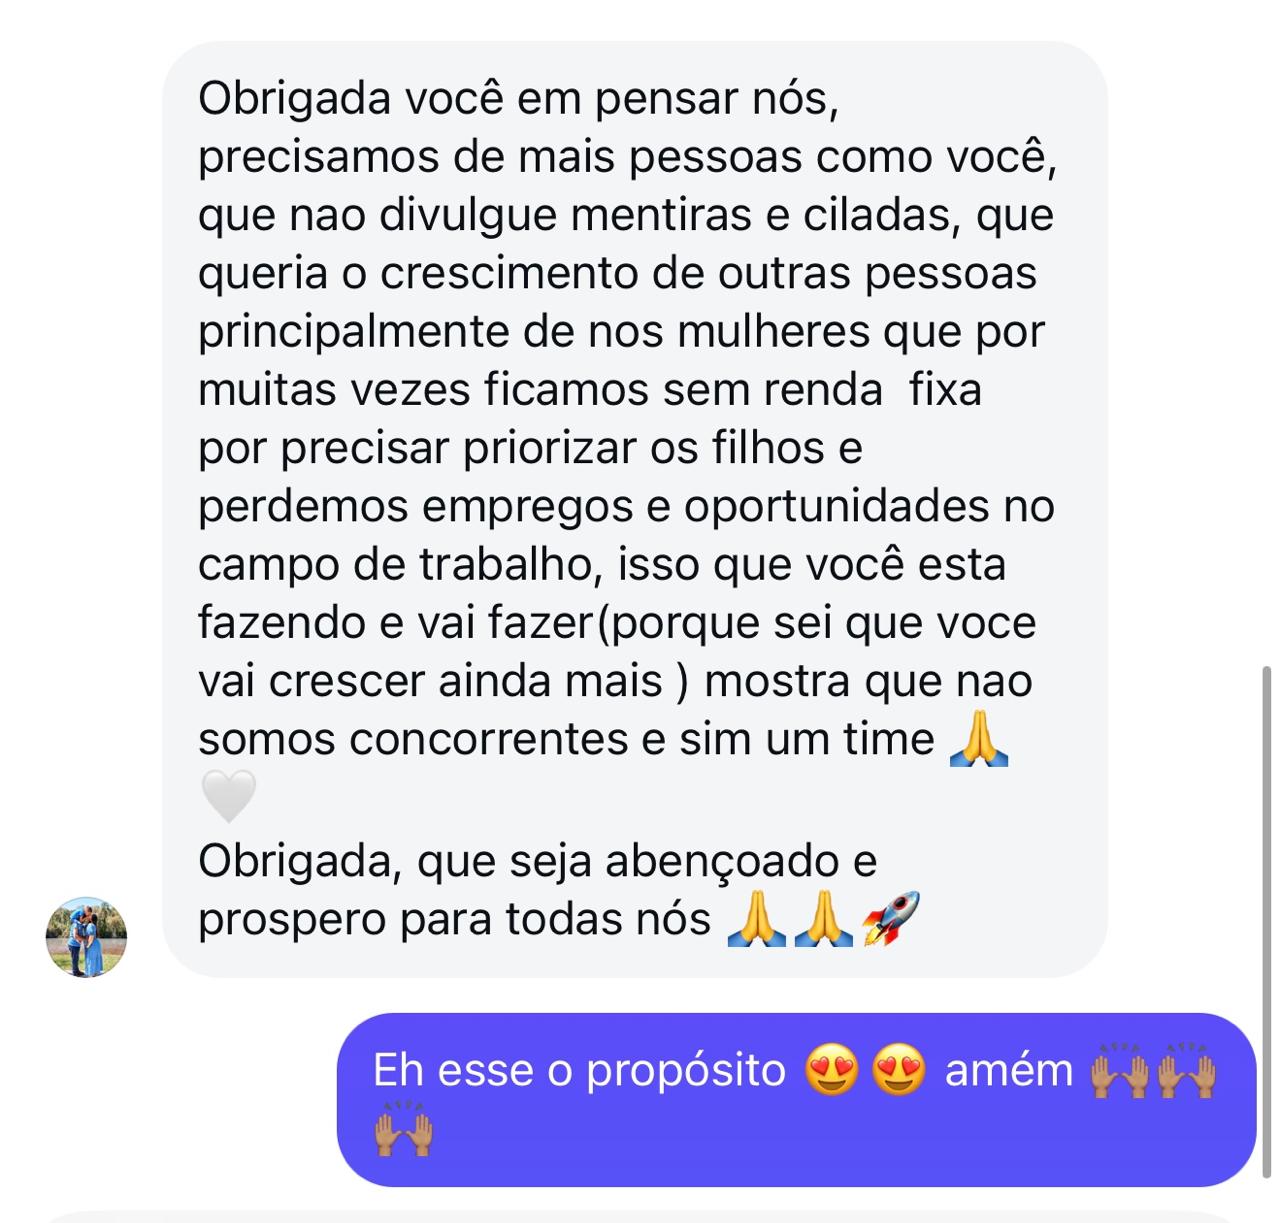 Obrigada você em pensar nós,
precisamos de mais pessoas como você,
que nao divulgue mentiras e ciladas, que
queria o crescimento de outras pessoas
principalmente de nos mulheres que por
muitas vezes ficamos sem renda  fixa
por precisar priorizar os filhos e
perdemos empregos e oportunidades no
campo de trabalho, isso que você esta
fazendo e vai fazer(porque sei que voce
vai crescer ainda mais ) mostra que nao
somos concorrentes e sim um time 🙏
🤍
Obrigada, que seja abençoado e
prospero para todas nós 🙏🙏🚀
Eh esse o propósito 😍😍 amém 🙌🏽🙌🏽
🙌🏽